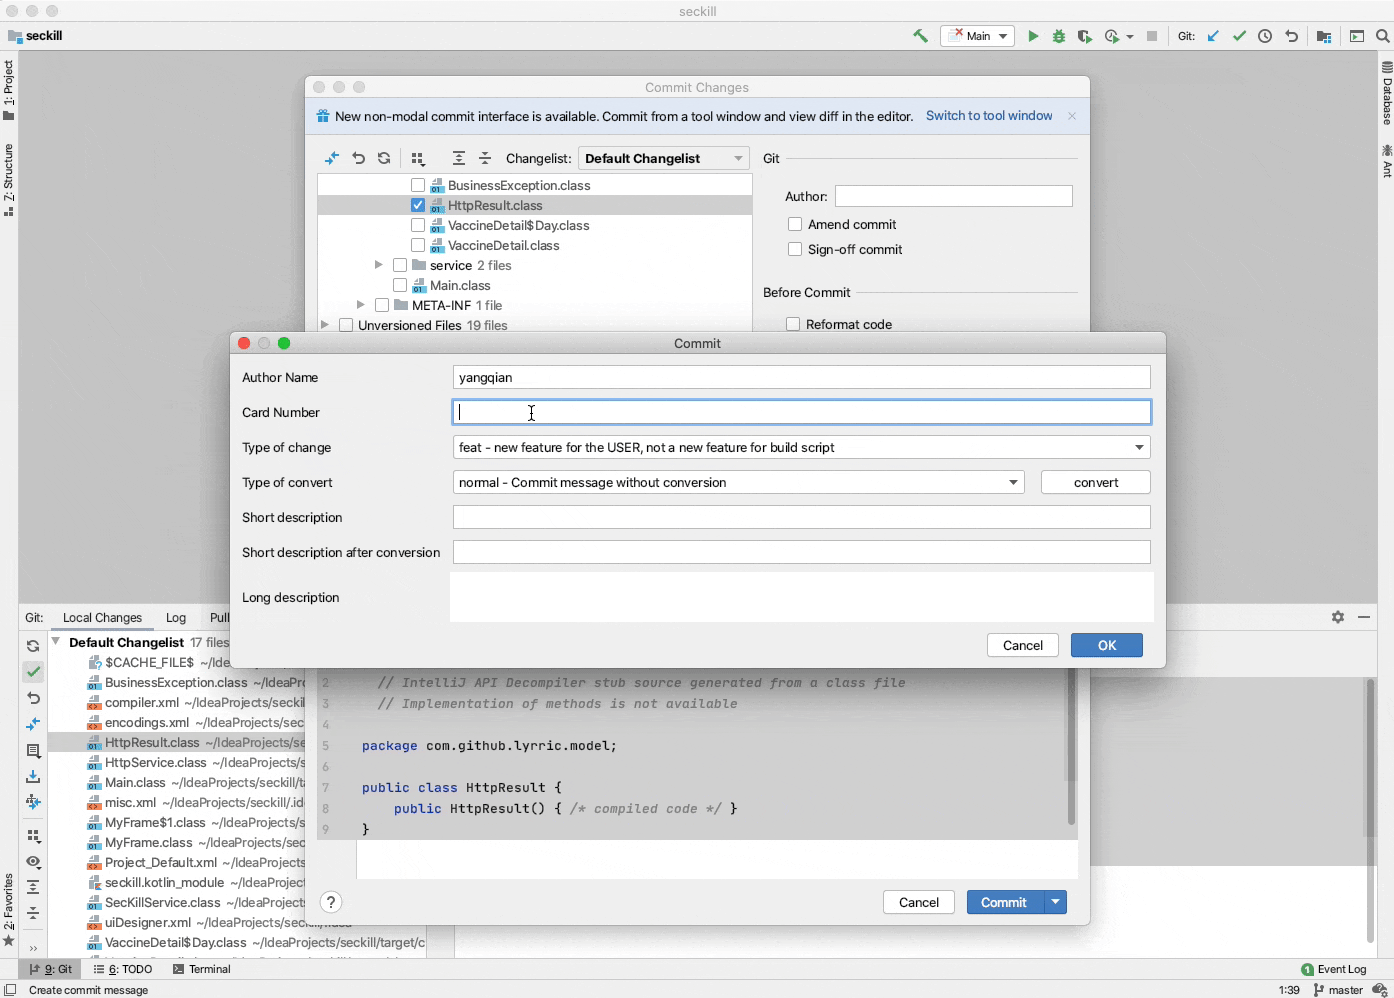 seckill
seckill
Main
Git:
1: Project
Z: Structure
2: Favorites
Database
Ant
Commit Changes
New non-modal commit interface is available. Commit from a tool window and view diff in the editor.
Switch to tool window
Changelist:
Default Changelist
Git
BusinessException.class
HttpResult.class
VaccineDetail$Day.class
VaccineDetail.class
service 2 files
Main.class
META-INF 1 file
Unversioned Files 19 files
Author:
Amend commit
Sign-off commit
Before Commit
Reformat code
Commit
Author Name
yangqian
Card Number
Type of change
feat - new feature for the USER, not a new feature for build script
Type of convert
normal - Commit message without conversion
convert
Short description
Short description after conversion
Long description
Cancel
OK
Git:
Local Changes
Log
Pull
Default Changelist 17 files
$CACHE_FILE$ ~/Ide
BusinessException.class ~/IdeaPr
compiler.xml ~/IdeaProjects/secki
encodings.xml ~/IdeaProjects/sec
HttpResult.class ~/IdeaProjects/se
HttpService.class ~/IdeaProjects/s
Main.class ~/IdeaProjects/seckill/ta
misc.xml ~/IdeaProjects/seckill/.id
MyFrame$1.class ~/IdeaProjects/s
MyFrame.class ~/IdeaProjects/sec
Project_Default.xml ~/IdeaProjects
seckill.kotlin_module ~/IdeaProject
SecKillService.class ~/IdeaProjects
uiDesigner.xml ~/IdeaProjects/seckill/.idea
VaccineDetail$Day.class ~/IdeaProjects/seckill/target/c
2 // IntelliJ API Decompiler stub source generated from a class file
3 // Implementation of methods is not available
4
5 package com.github.lyrric.model;
6
7 public class HttpResult {
8 public HttpResult() { /* compiled code */ }
9 }
?
Cancel
Commit
9: Git
6: TODO
Terminal
1 Event Log
Create commit message
1:39
master